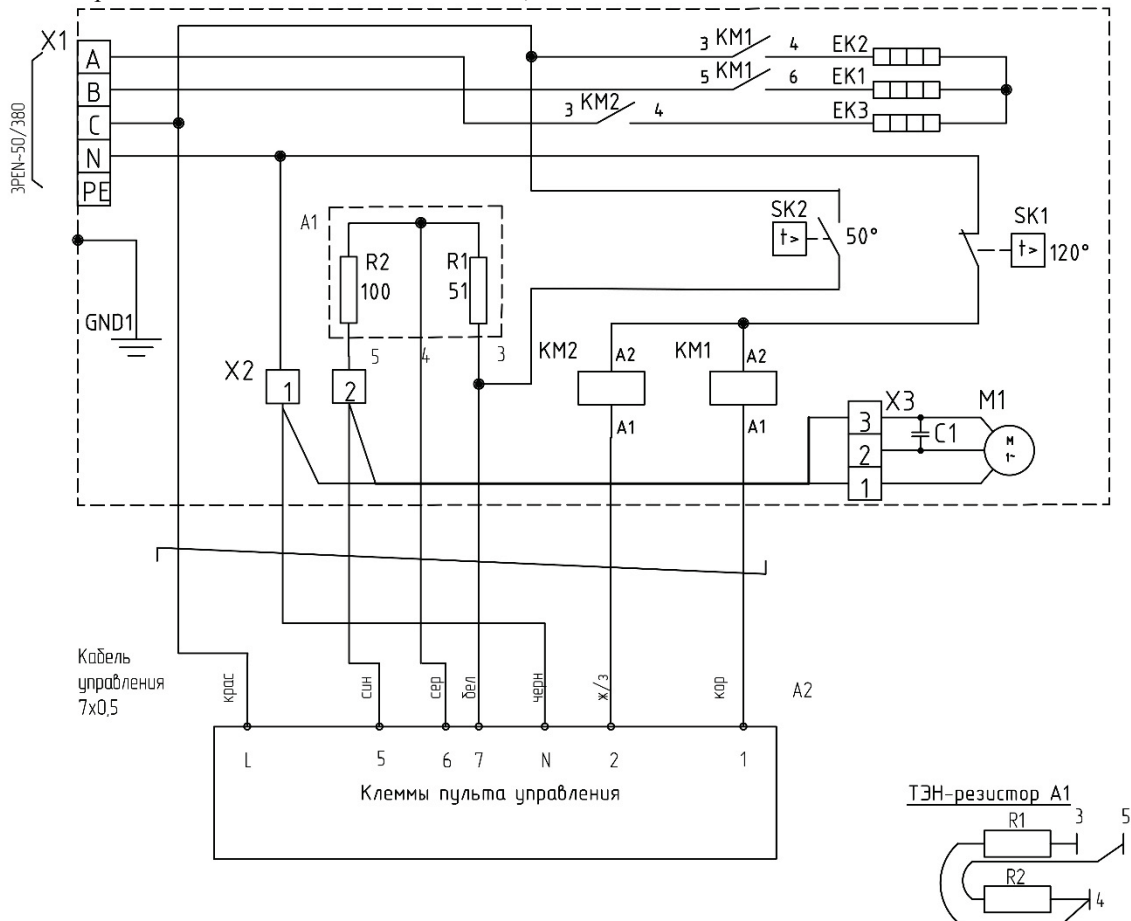 X1
A
B
C
N
PE
3PEN~50/380
3 KM1 4 EK2
5 KM1 6 EK1
3 KM2 4 EK3
A1
R2
100
R1
51
SK2
t>
50°
SK1
t>
120°
GND1
5 4 3
X2
1
2
KM2
A2
A1
KM1
A2
A1
X3
3
2
1
C1
M1
М
1~
Кабель
управления
7x0,5
крас
син
сер
бел
черн
ж/з
кор
A2
L 5 6 7 N 2 1
Клеммы пульта управления
ТЭН-резистор А1
R1
3
5
R2
4